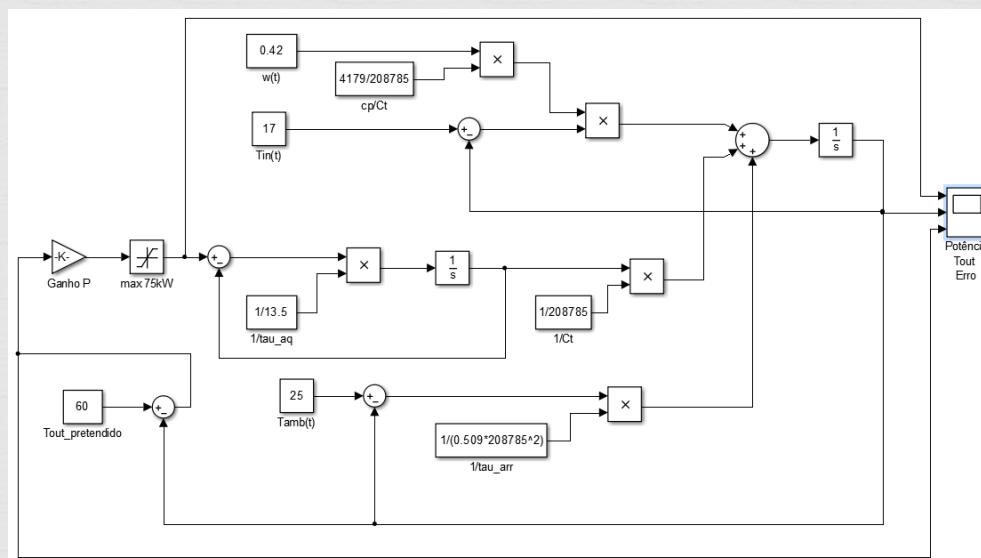 0.42
w(t)
×
4179/208785
cp/Ct
×
17
Tin(t)
+
−
+
+
+
1
s
-K-
Ganho P
max 75kW
+
−
×
1
s
1/13.5
1/tau_aq
×
1/208785
1/Ct
Potênci
Tout
Erro
60
Tout_pretendido
+
−
25
Tamb(t)
+
−
×
1/(0.509*208785^2)
1/tau_arr